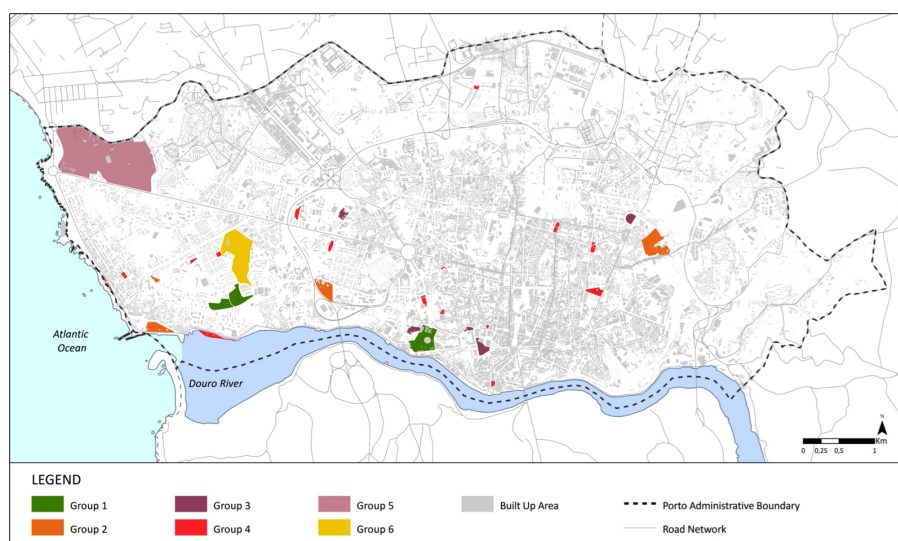 Atlantic
Ocean
Douro River
N
Km
0 0,25 0,5 1
LEGEND
Group 1
Group 3
Group 5
Built Up Area
Porto Administrative Boundary
Group 2
Group 4
Group 6
Road Network